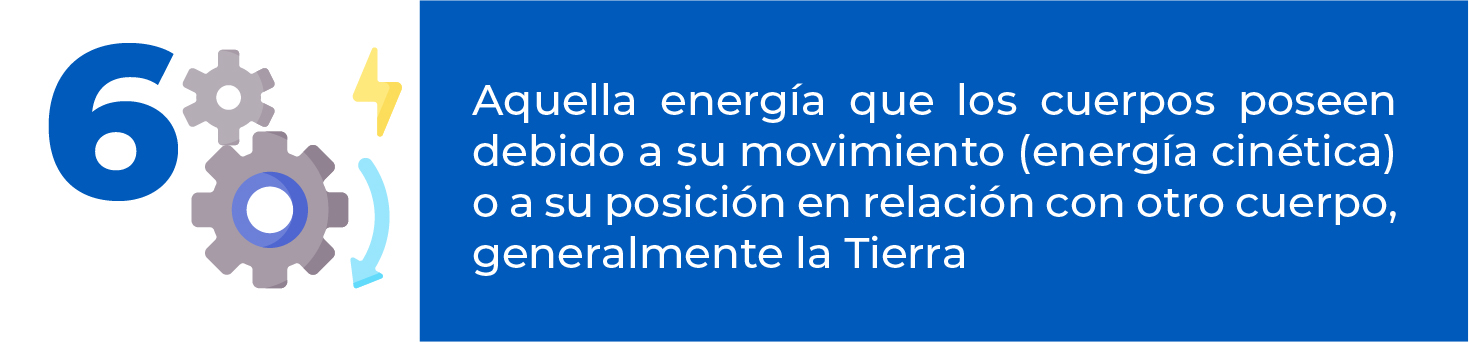 6
Aquella energía que los cuerpos poseen
debido a su movimiento (energía cinética)
o a su posición en relación con otro cuerpo,
generalmente la Tierra